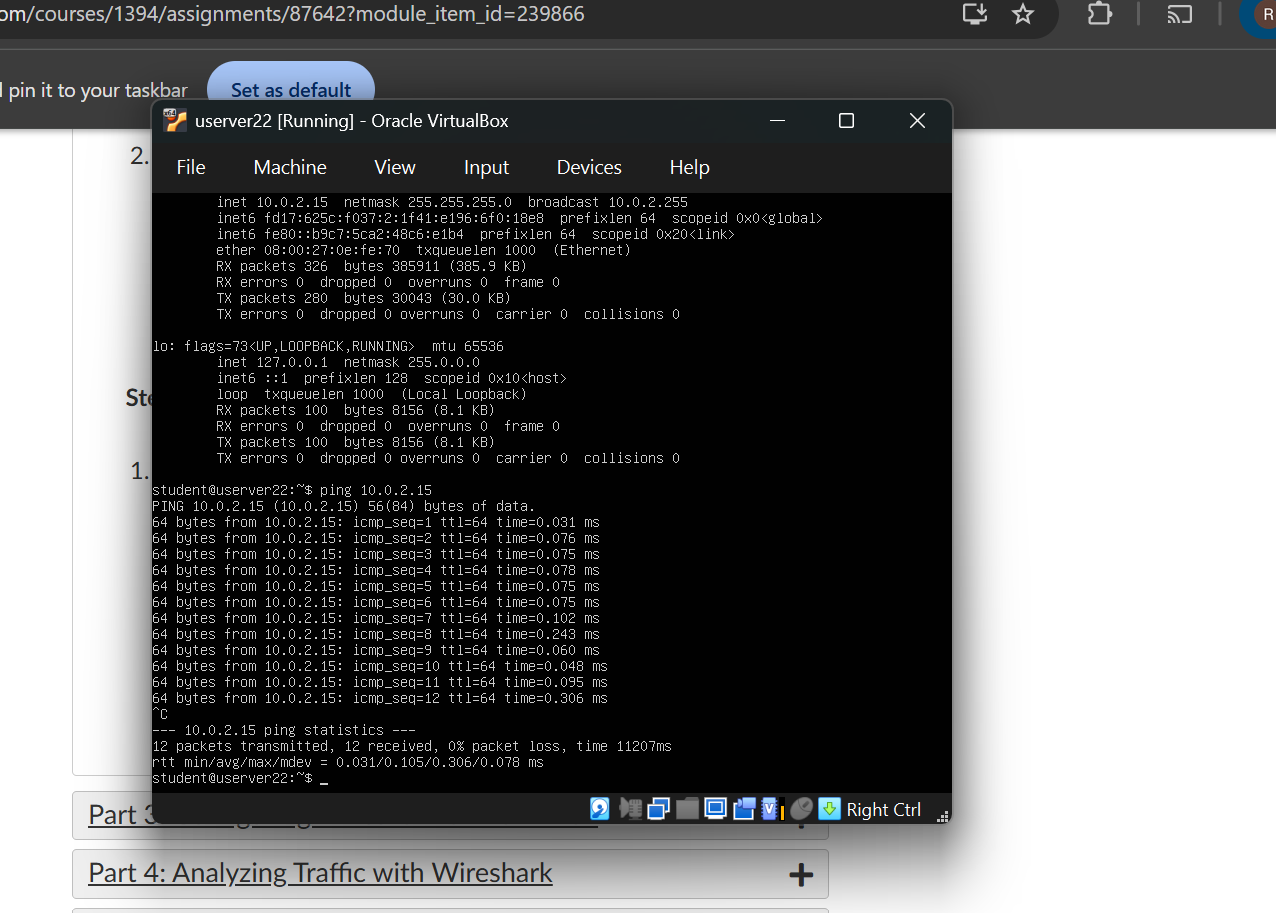 om/courses/1394/assignments/87642?module_item_id=239866
R
pin it to your taskbar
Set as default
userver22 [Running] - Oracle VirtualBox
File Machine View Input Devices Help
2.
inet 10.0.2.15 netmask 255.255.255.0 broadcast 10.0.2.255
inet6 fd17:625c:f037:2:1f41:e196:6f0:18e8 prefixlen 64 scopeid 0x0<global>
inet6 fe80::b9c7:5ca2:48c6:e1b4 prefixlen 64 scopeid 0x20<link>
ether 08:00:27:0e:fe:70 txqueuelen 1000 (Ethernet)
RX packets 326 bytes 385911 (385.9 KB)
RX errors 0 dropped 0 overruns 0 frame 0
TX packets 280 bytes 30043 (30.0 KB)
TX errors 0 dropped 0 overruns 0 carrier 0 collisions 0
lo: flags=73<UP,LOOPBACK,RUNNING> mtu 65536
inet 127.0.0.1 netmask 255.0.0.0
inet6 ::1 prefixlen 128 scopeid 0x10<host>
loop txqueuelen 1000 (Local Loopback)
RX packets 100 bytes 8156 (8.1 KB)
RX errors 0 dropped 0 overruns 0 frame 0
TX packets 100 bytes 8156 (8.1 KB)
TX errors 0 dropped 0 overruns 0 carrier 0 collisions 0
Ste
1.
student@userver22:~$ ping 10.0.2.15
PING 10.0.2.15 (10.0.2.15) 56(84) bytes of data.
64 bytes from 10.0.2.15: icmp_seq=1 ttl=64 time=0.031 ms
64 bytes from 10.0.2.15: icmp_seq=2 ttl=64 time=0.076 ms
64 bytes from 10.0.2.15: icmp_seq=3 ttl=64 time=0.075 ms
64 bytes from 10.0.2.15: icmp_seq=4 ttl=64 time=0.078 ms
64 bytes from 10.0.2.15: icmp_seq=5 ttl=64 time=0.075 ms
64 bytes from 10.0.2.15: icmp_seq=6 ttl=64 time=0.075 ms
64 bytes from 10.0.2.15: icmp_seq=7 ttl=64 time=0.102 ms
64 bytes from 10.0.2.15: icmp_seq=8 ttl=64 time=0.243 ms
64 bytes from 10.0.2.15: icmp_seq=9 ttl=64 time=0.060 ms
64 bytes from 10.0.2.15: icmp_seq=10 ttl=64 time=0.048 ms
64 bytes from 10.0.2.15: icmp_seq=11 ttl=64 time=0.095 ms
64 bytes from 10.0.2.15: icmp_seq=12 ttl=64 time=0.306 ms
^C
--- 10.0.2.15 ping statistics ---
12 packets transmitted, 12 received, 0% packet loss, time 11207ms
rtt min/avg/max/mdev = 0.031/0.105/0.306/0.078 ms
student@userver22:~$ _
Right Ctrl
Part 3
Part 4: Analyzing Traffic with Wireshark